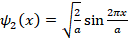 ψ₂(x) = √(2/a) sin 2πx/a